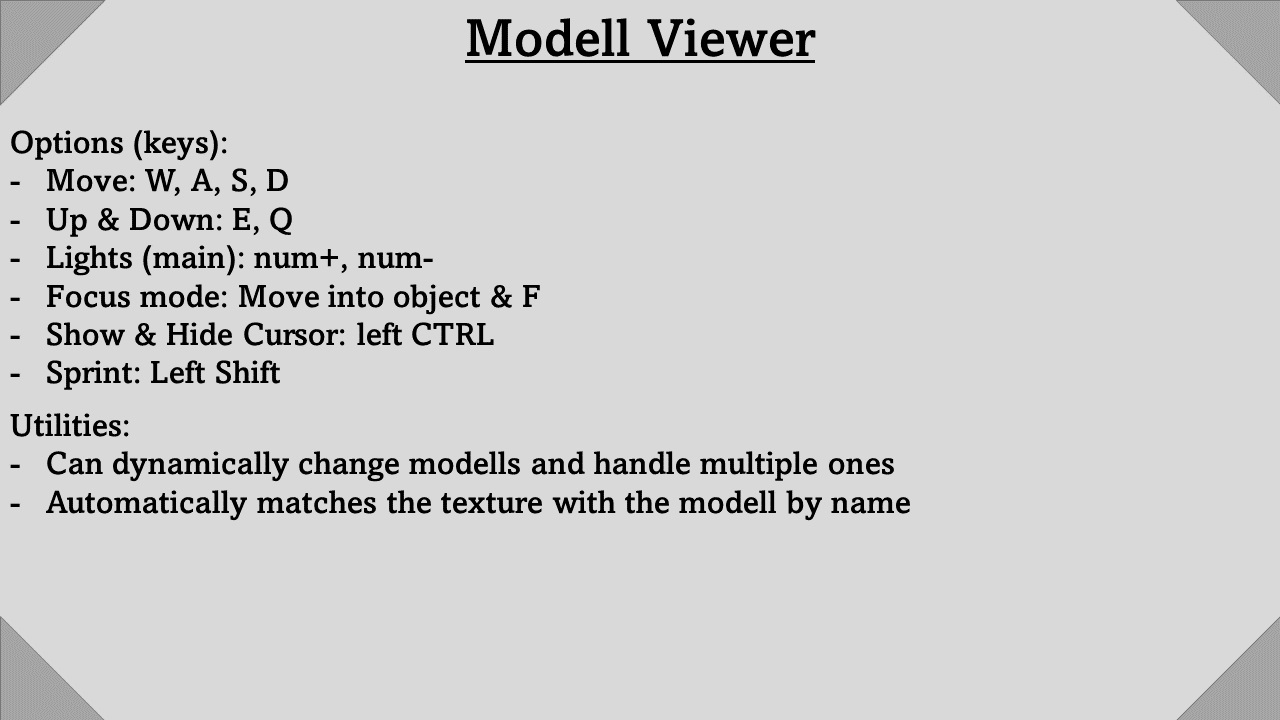 Modell Viewer
Options (keys):
- Move: W, A, S, D
- Up & Down: E, Q
- Lights (main): num+, num-
- Focus mode: Move into object & F
- Show & Hide Cursor: left CTRL
- Sprint: Left Shift
Utilities:
- Can dynamically change modells and handle multiple ones
- Automatically matches the texture with the modell by name